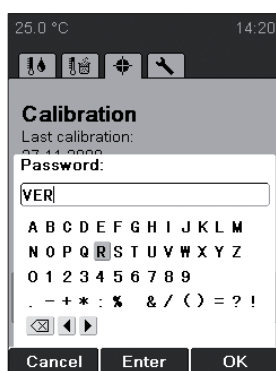 25.0 °C 14:20
Calibration
Last calibration:
Password:
VER
A B C D E F G H I J K L M
N O P Q R S T U V W X Y Z
0 1 2 3 4 5 6 7 8 9
. - + * : % & / ( ) = ? !
Cancel Enter OK